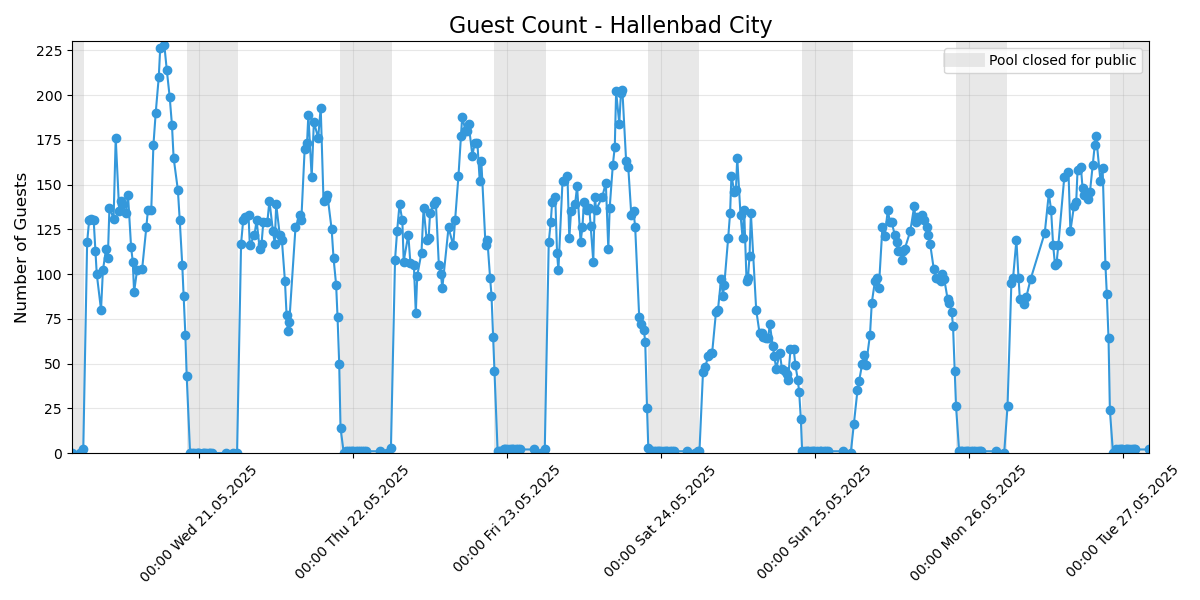 Guest Count - Hallenbad City
Pool closed for public
Number of Guests
225
200
175
150
125
100
75
50
25
0
00:00 Wed 21.05.2025
00:00 Thu 22.05.2025
00:00 Fri 23.05.2025
00:00 Sat 24.05.2025
00:00 Sun 25.05.2025
00:00 Mon 26.05.2025
00:00 Tue 27.05.2025